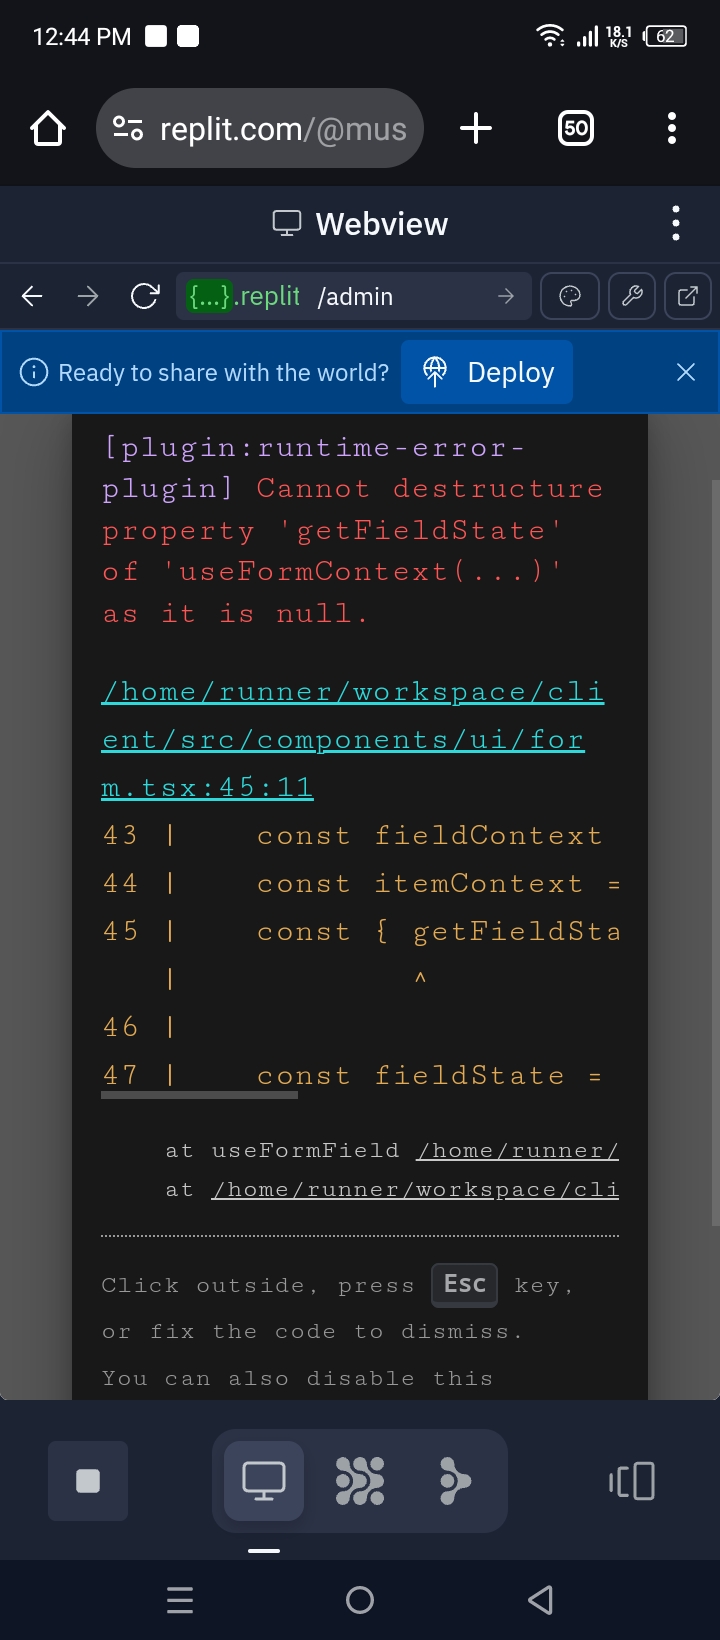 12:44 PM 18.1 K/S 62
replit.com/@mus 50
Webview
{...}.replit /admin
Ready to share with the world? Deploy
[plugin:runtime-error-
plugin] Cannot destructure
property 'getFieldState'
of 'useFormContext(...)'
as it is null.
/home/runner/workspace/cli
ent/src/components/ui/for
m.tsx:45:11
43 |    const fieldContext
44 |    const itemContext =
45 |    const { getFieldSta
   |            ^
46 |
47 |    const fieldState =
at useFormField /home/runner/
at /home/runner/workspace/cli
Click outside, press Esc key,
or fix the code to dismiss.
You can also disable this